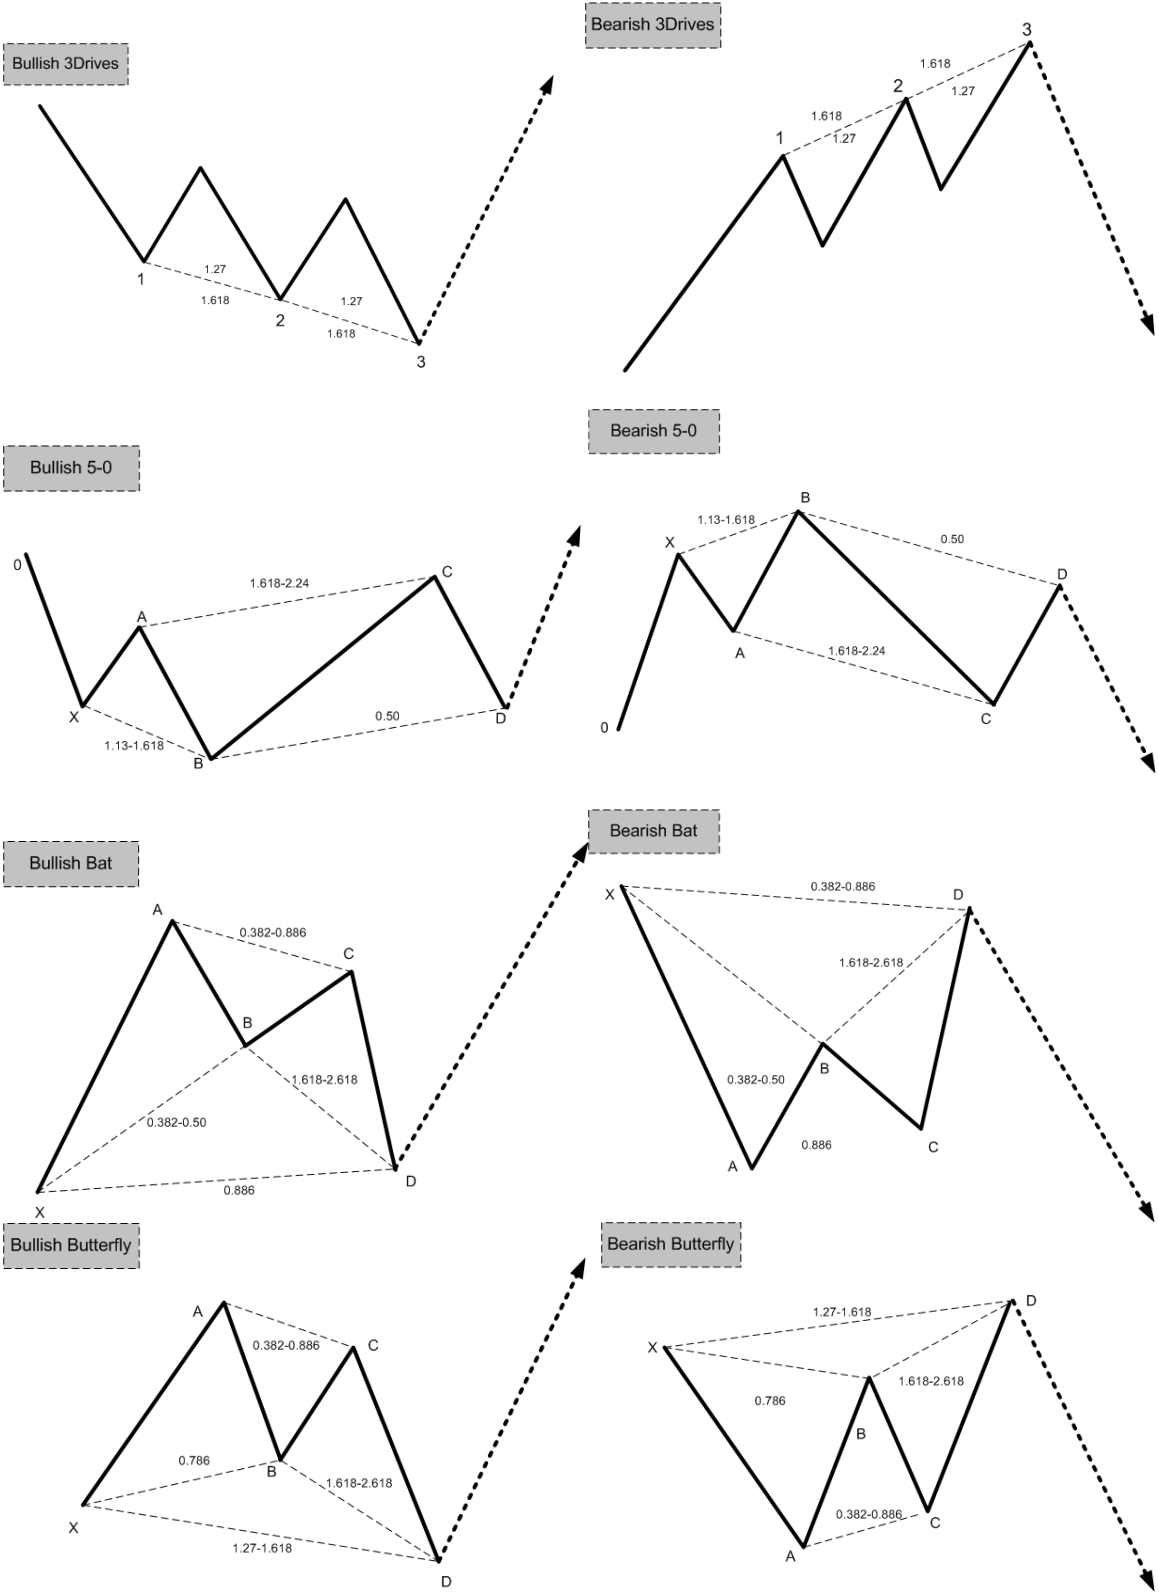 Bullish 3Drives
1
1.27
1.618
2
1.27
1.618
3
Bearish 3Drives
1
1.618
1.27
2
1.618
1.27
3
Bullish 5-0
0
X
A
1.13-1.618
B
1.618-2.24
C
0.50
D
Bearish 5-0
0
X
1.13-1.618
A
B
0.50
1.618-2.24
C
D
Bullish Bat
A
0.382-0.886
C
B
1.618-2.618
0.382-0.50
D
0.886
X
Bearish Bat
X
0.382-0.886
D
1.618-2.618
B
0.382-0.50
0.886
A
C
Bullish Butterfly
A
0.382-0.886
C
0.786
B
1.618-2.618
X
1.27-1.618
D
Bearish Butterfly
1.27-1.618
D
X
0.786
1.618-2.618
B
0.382-0.886
C
A